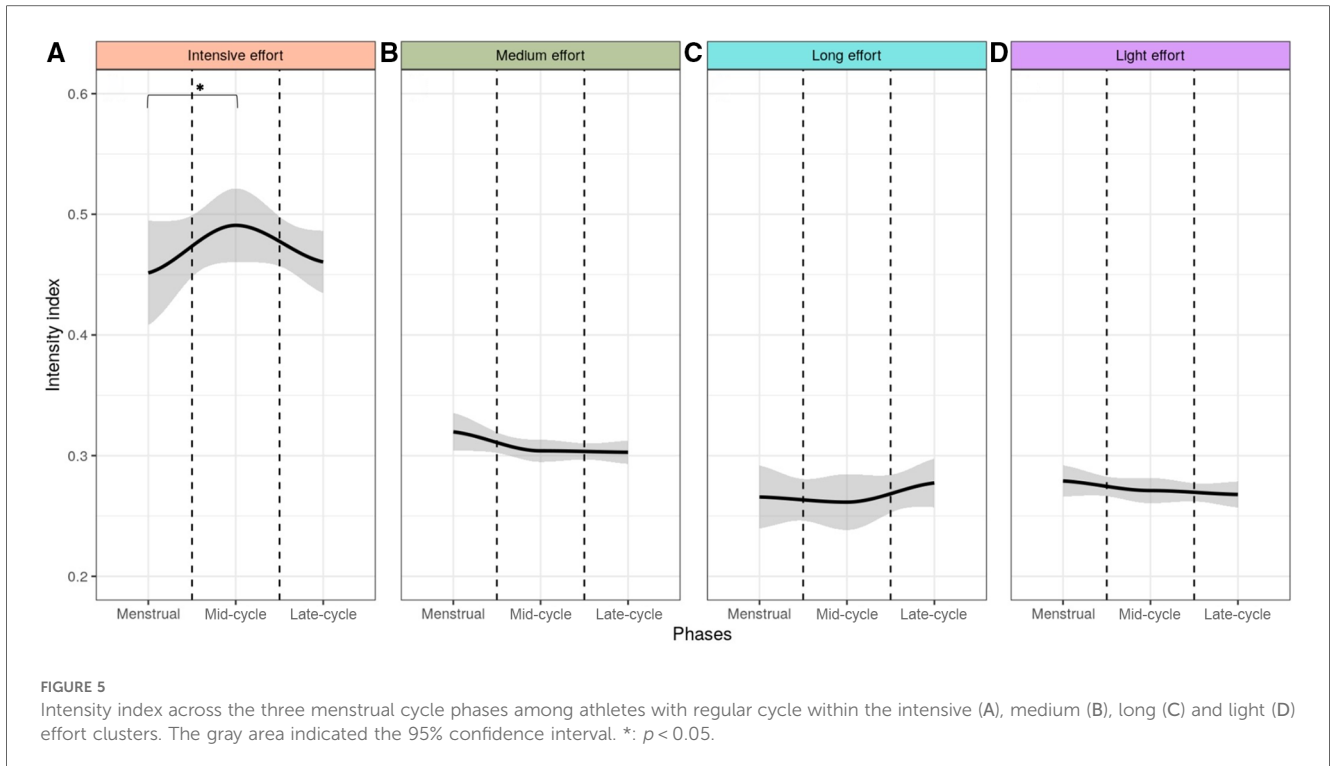 A Intensive effort B Medium effort C Long effort D Light effort
*
0.6
0.5
0.4
0.3
0.2
Intensity index
Menstrual Mid-cycle Late-cycle Menstrual Mid-cycle Late-cycle Menstrual Mid-cycle Late-cycle Menstrual Mid-cycle Late-cycle
Phases
FIGURE 5
Intensity index across the three menstrual cycle phases among athletes with regular cycle within the intensive (A), medium (B), long (C) and light (D)
effort clusters. The gray area indicated the 95% confidence interval. *: p < 0.05.